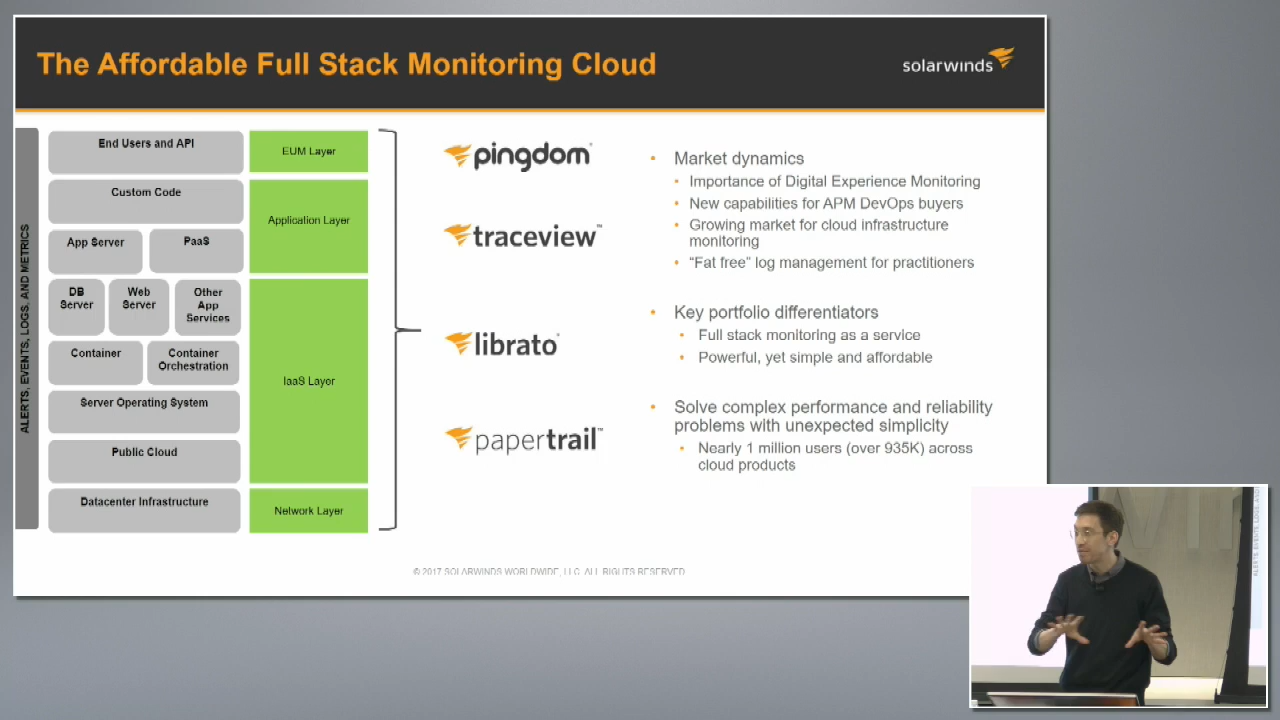 The Affordable Full Stack Monitoring Cloud
solarwinds
ALERTS, EVENTS, LOGS, AND METRICS
End Users and API
EUM Layer
Custom Code
Application Layer
App Server
PaaS
DB
Server
Web
Server
Other
App
Services
Container
Container
Orchestration
IaaS Layer
Server Operating System
Public Cloud
Datacenter Infrastructure
Network Layer
pingdom
traceview™
librato
papertrail™
▪ Market dynamics
▪ Importance of Digital Experience Monitoring
▪ New capabilities for APM DevOps buyers
▪ Growing market for cloud infrastructure
monitoring
▪ “Fat free” log management for practitioners
▪ Key portfolio differentiators
▪ Full stack monitoring as a service
▪ Powerful, yet simple and affordable
▪ Solve complex performance and reliability
problems with unexpected simplicity
▪ Nearly 1 million users (over 935K) across
cloud products
© 2017 SOLARWINDS WORLDWIDE, LLC. ALL RIGHTS RESERVED.